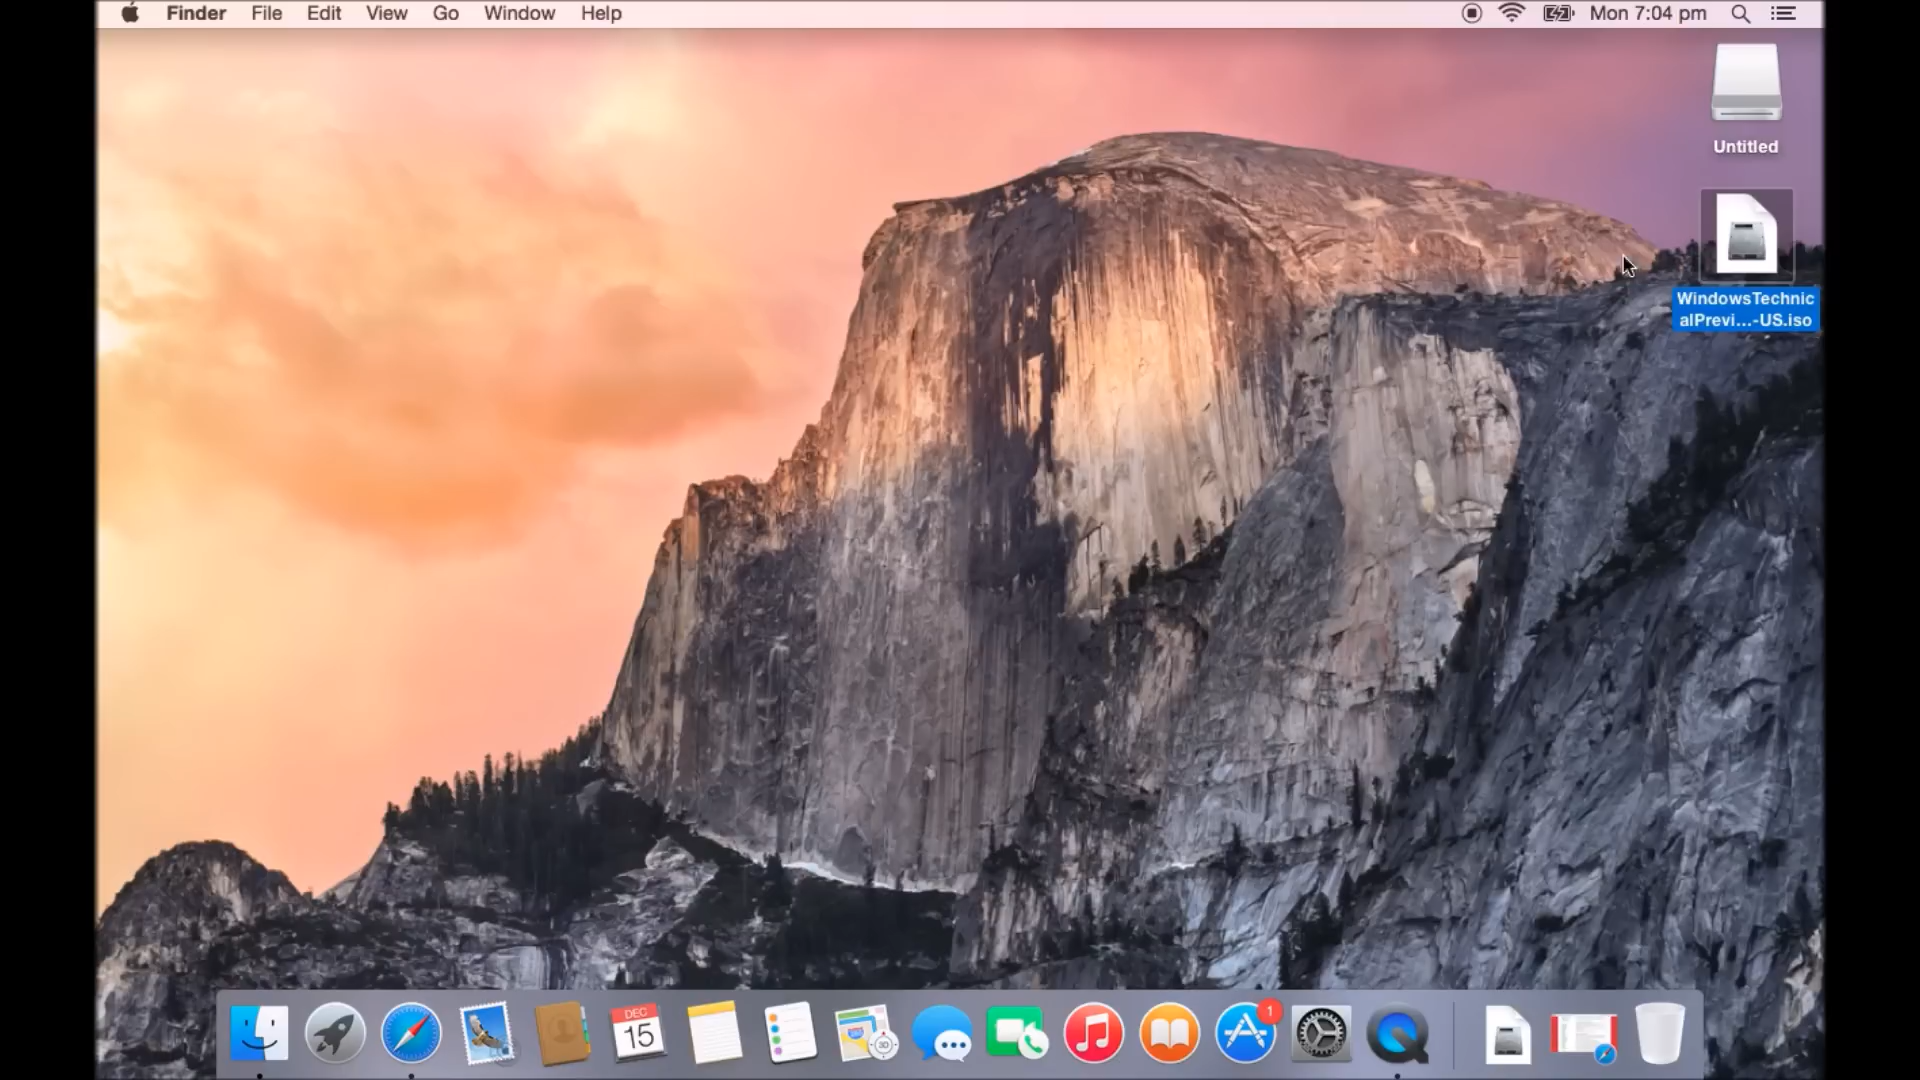 Finder File Edit View Go Window Help Mon 7:04 pm
Untitled
WindowsTechnic
alPrevi...-US.iso
DEC
15
3D
1